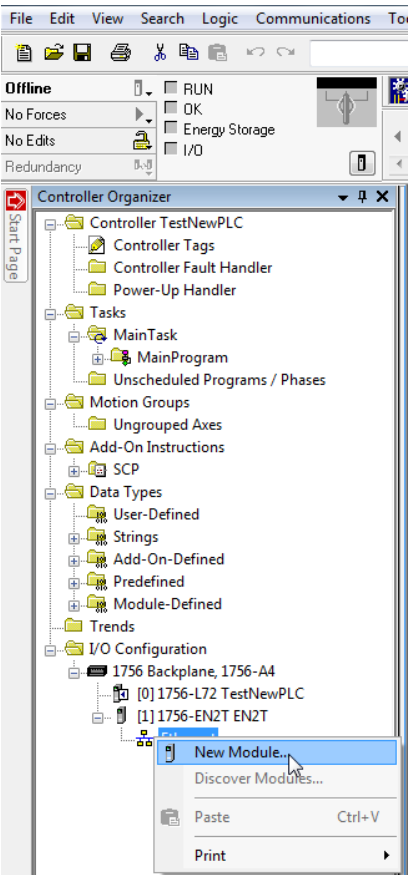 File Edit View Search Logic Communications
Offline
RUN
No Forces
OK
No Edits
Energy Storage
Redundancy
I/O
Start Page
Controller Organizer
Controller TestNewPLC
Controller Tags
Controller Fault Handler
Power-Up Handler
Tasks
MainTask
MainProgram
Unscheduled Programs / Phases
Motion Groups
Ungrouped Axes
Add-On Instructions
SCP
Data Types
User-Defined
Strings
Add-On-Defined
Predefined
Module-Defined
Trends
I/O Configuration
1756 Backplane, 1756-A4
[0] 1756-L72 TestNewPLC
[1] 1756-EN2T EN2T
New Module...
Discover Modules...
Paste Ctrl+V
Print